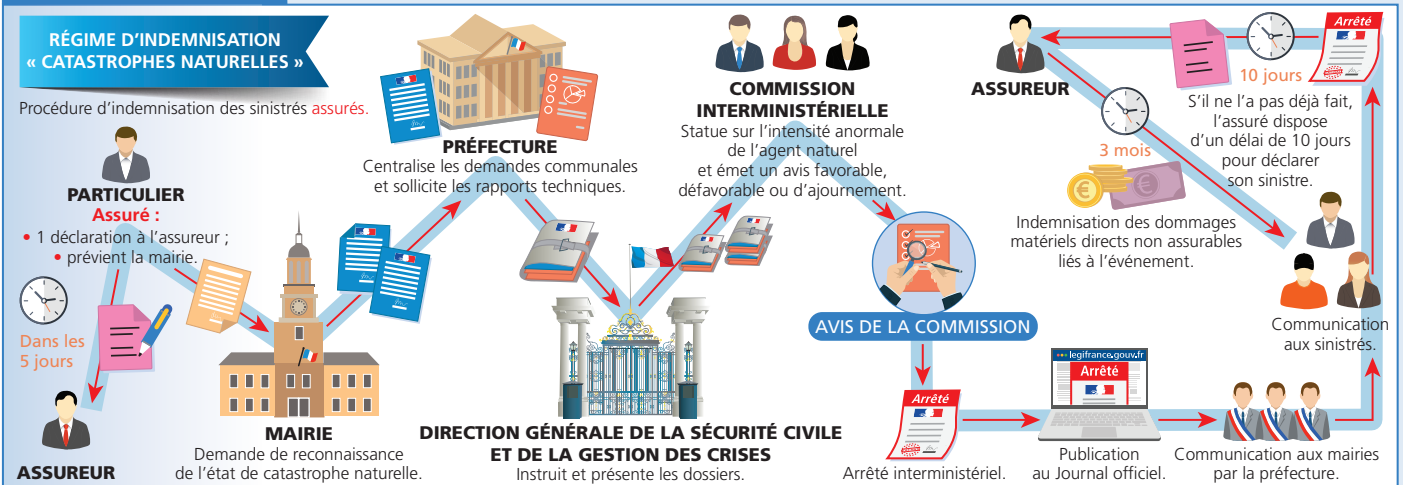 RÉGIME D'INDEMNISATION
« CATASTROPHES NATURELLES »
Procédure d'indemnisation des sinistrés assurés.
PARTICULIER
Assuré :
• 1 déclaration à l'assureur ;
• prévient la mairie.
Dans les
5 jours
ASSUREUR
MAIRIE
Demande de reconnaissance
de l'état de catastrophe naturelle.
PRÉFECTURE
Centralise les demandes communales
et sollicite les rapports techniques.
DIRECTION GÉNÉRALE DE LA SÉCURITÉ CIVILE
ET DE LA GESTION DES CRISES
Instruit et présente les dossiers.
COMMISSION
INTERMINISTÉRIELLE
Statue sur l'intensité anormale
de l'agent naturel
et émet un avis favorable,
défavorable ou d'ajournement.
AVIS DE LA COMMISSION
Arrêté
Arrêté interministériel.
legifrance.gouv.fr
Arrêté
Publication
au Journal officiel.
Communication aux mairies
par la préfecture.
Communication
aux sinistrés.
Arrêté
10 jours
S'il ne l'a pas déjà fait,
l'assuré dispose
d'un délai de 10 jours
pour déclarer
son sinistre.
ASSUREUR
3 mois
Indemnisation des dommages
matériels directs non assurables
liés à l'événement.